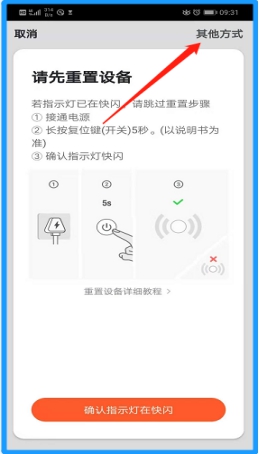 09:31
取消 其他方式
请先重置设备
若指示灯已在快闪，请跳过重置步骤
① 接通电源
② 长按复位键(开关)5秒。(以说明书为
准)
③ 确认指示灯快闪
① ② ③
5s
重置设备详细教程 >
确认指示灯在快闪